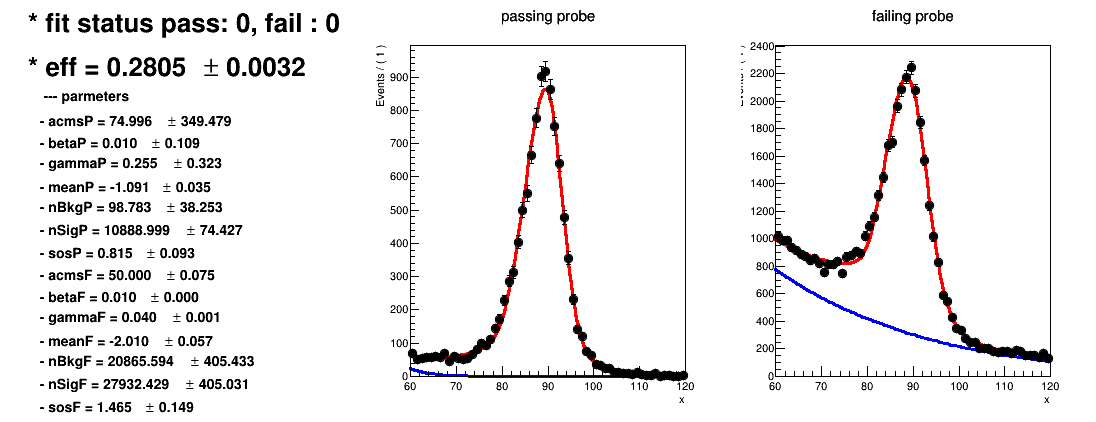 * fit status pass: 0, fail : 0
* eff = 0.2805 ± 0.0032
--- parmeters
- acmsP = 74.996 ± 349.479
- betaP = 0.010 ± 0.109
- gammaP = 0.255 ± 0.323
- meanP = -1.091 ± 0.035
- nBkgP = 98.783 ± 38.253
- nSigP = 10888.999 ± 74.427
- sosP = 0.815 ± 0.093
- acmsF = 50.000 ± 0.075
- betaF = 0.010 ± 0.000
- gammaF = 0.040 ± 0.001
- meanF = -2.010 ± 0.057
- nBkgF = 20865.594 ± 405.433
- nSigF = 27932.429 ± 405.031
- sosF = 1.465 ± 0.149
passing probe
Events / ( 1 )
900
800
700
600
500
400
300
200
100
0
60 70 80 90 100 110 120
x
failing probe
2400
2200
2000
1800
1600
1400
1200
1000
800
600
400
200
0
60 70 80 90 100 110 120
x